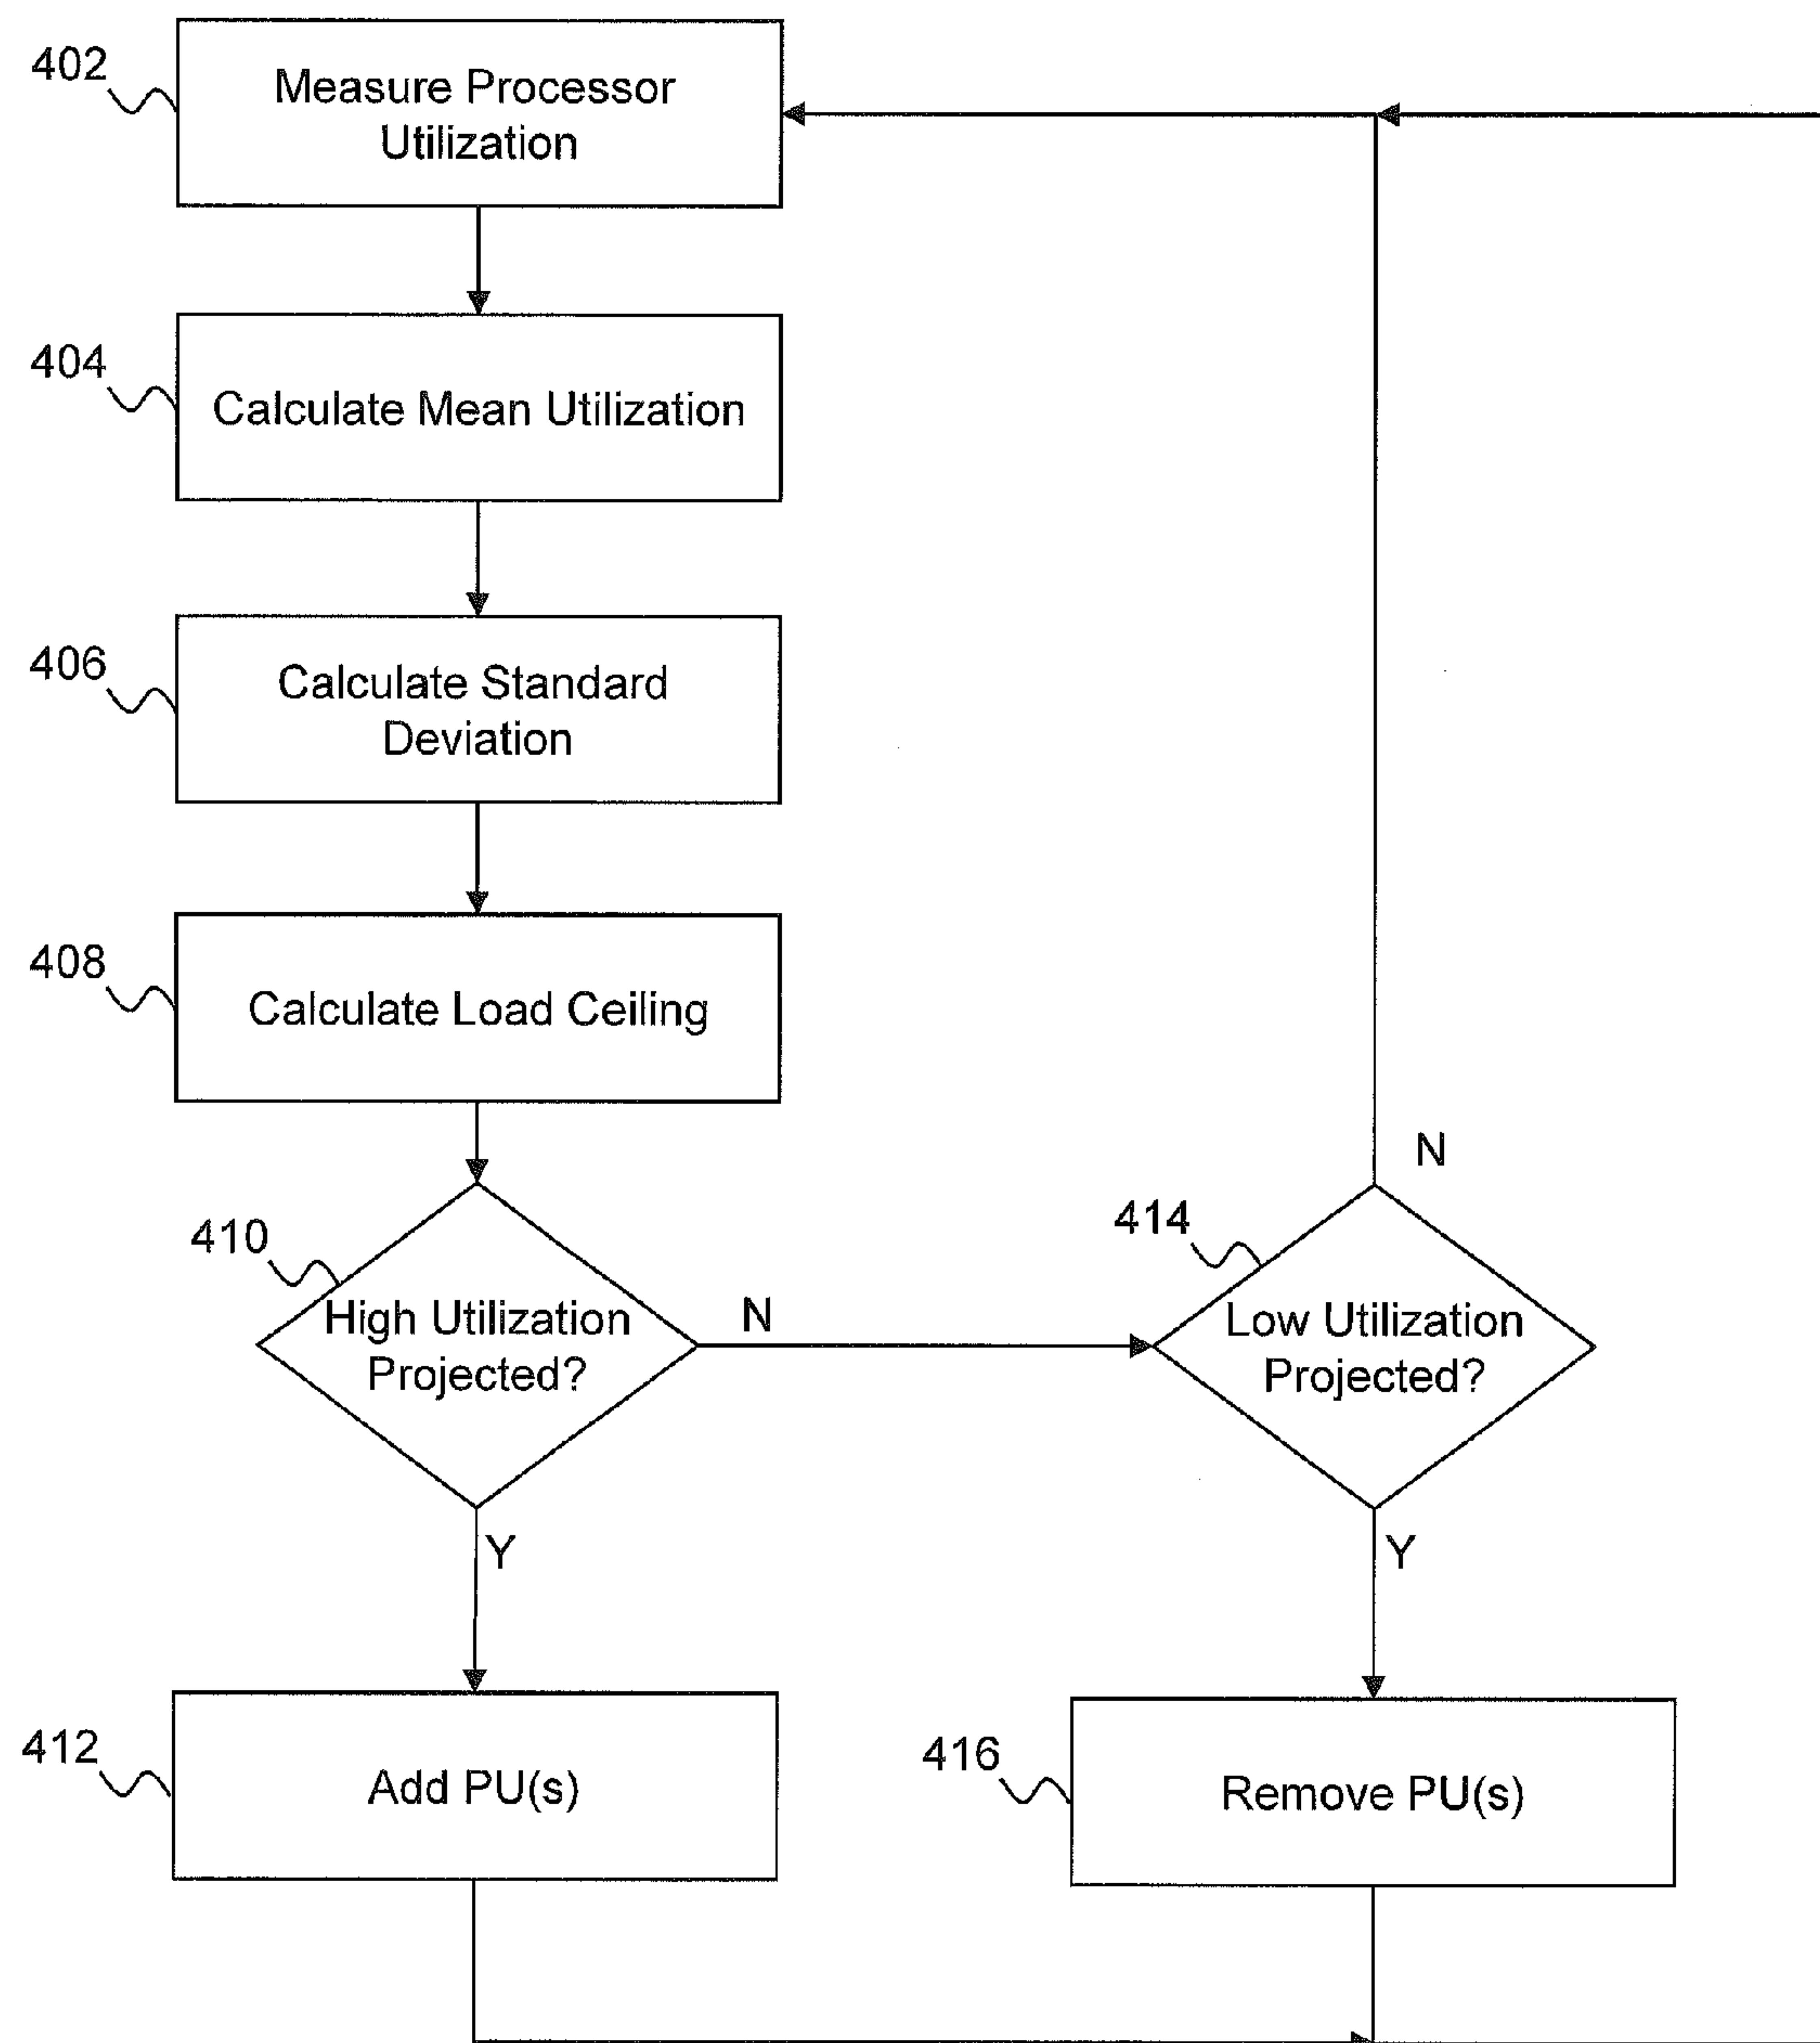 402
Measure Processor
Utilization
404
Calculate Mean Utilization
406
Calculate Standard
Deviation
408
Calculate Load Ceiling
N
410
High Utilization
Projected?
N
414
Low Utilization
Projected?
Y
Y
412
Add PU(s)
416
Remove PU(s)